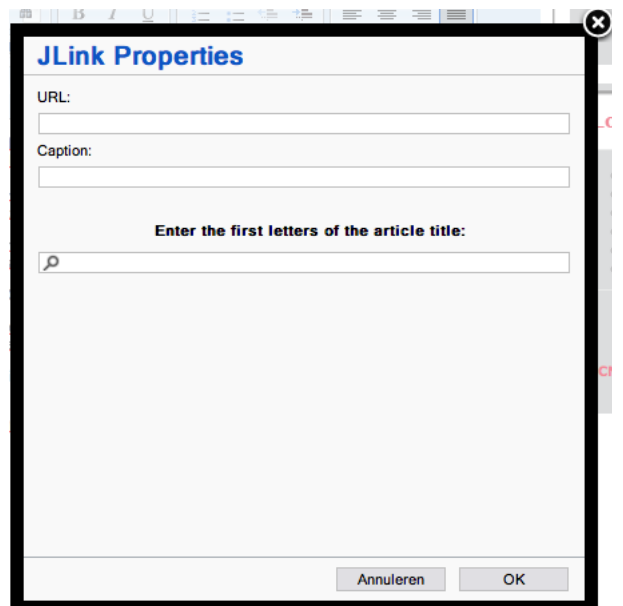 B I U
JLink Properties
URL:
Caption:
Enter the first letters of the article title:
Annuleren OK